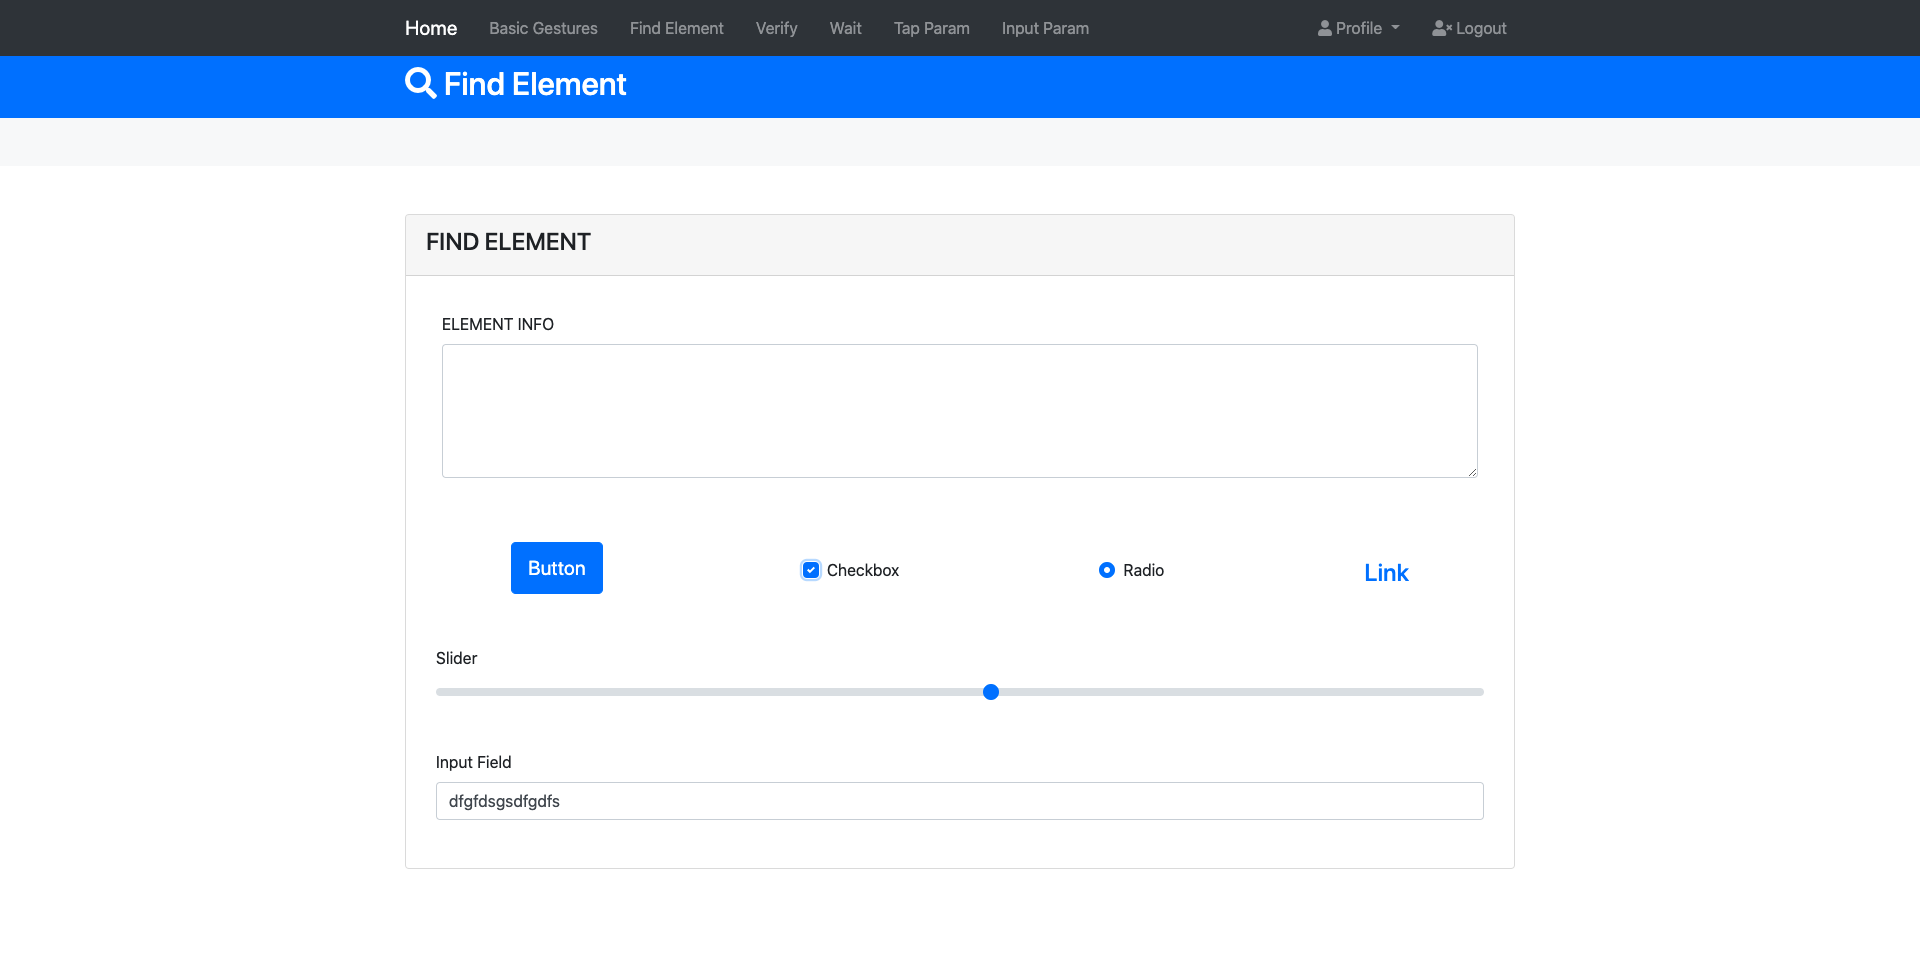 Home Basic Gestures Find Element Verify Wait Tap Param Input Param Profile Logout
Find Element
FIND ELEMENT
ELEMENT INFO
Button Checkbox Radio Link
Slider
Input Field
dfgfdsgsdfgdfs